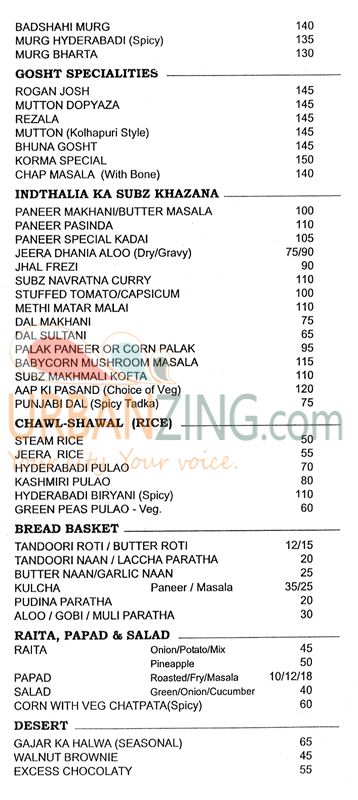 BADSHAHI MURG 140
MURG HYDERABADI (Spicy) 135
MURG BHARTA 130
GOSHT SPECIALITIES
ROGAN JOSH 145
MUTTON DOPYAZA 145
REZALA 145
MUTTON (Kolhapuri Style) 145
BHUNA GOSHT 145
KORMA SPECIAL 150
CHAP MASALA (With Bone) 140
INDTHALIA KA SUBZ KHAZANA
PANEER MAKHANI/BUTTER MASALA 100
PANEER PASINDA 110
PANEER SPECIAL KADAI 105
JEERA DHANIA ALOO (Dry/Gravy) 75/90
JHAL FREZI 90
SUBZ NAVRATNA CURRY 110
STUFFED TOMATO/CAPSICUM 100
METHI MATAR MALAI 110
DAL MAKHANI 75
DAL SULTANI 65
PALAK PANEER OR CORN PALAK 95
BABYCORN MUSHROOM MASALA 115
SUBZ MAKHMALI KOFTA 110
AAP KI PASAND (Choice of Veg) 120
PUNJABI DAL (Spicy Tadka) 75
URBANZING.com
CHAWL-SHAWAL (RICE)
STEAM RICE 50
JEERA RICE 55
Your city. Your voice.
HYDERABADI PULAO 70
KASHMIRI PULAO 80
HYDERABADI BIRYANI (Spicy) 110
GREEN PEAS PULAO - Veg. 60
BREAD BASKET
TANDOORI ROTI / BUTTER ROTI 12/15
TANDOORI NAAN / LACCHA PARATHA 20
BUTTER NAAN/GARLIC NAAN 25
KULCHA Paneer / Masala 35/25
PUDINA PARATHA 20
ALOO / GOBI / MULI PARATHA 30
RAITA, PAPAD & SALAD
RAITA Onion/Potato/Mix 45
Pineapple 50
PAPAD Roasted/Fry/Masala 10/12/18
SALAD Green/Onion/Cucumber 40
CORN WITH VEG CHATPATA(Spicy) 60
DESERT
GAJAR KA HALWA (SEASONAL) 65
WALNUT BROWNIE 45
EXCESS CHOCOLATY 55